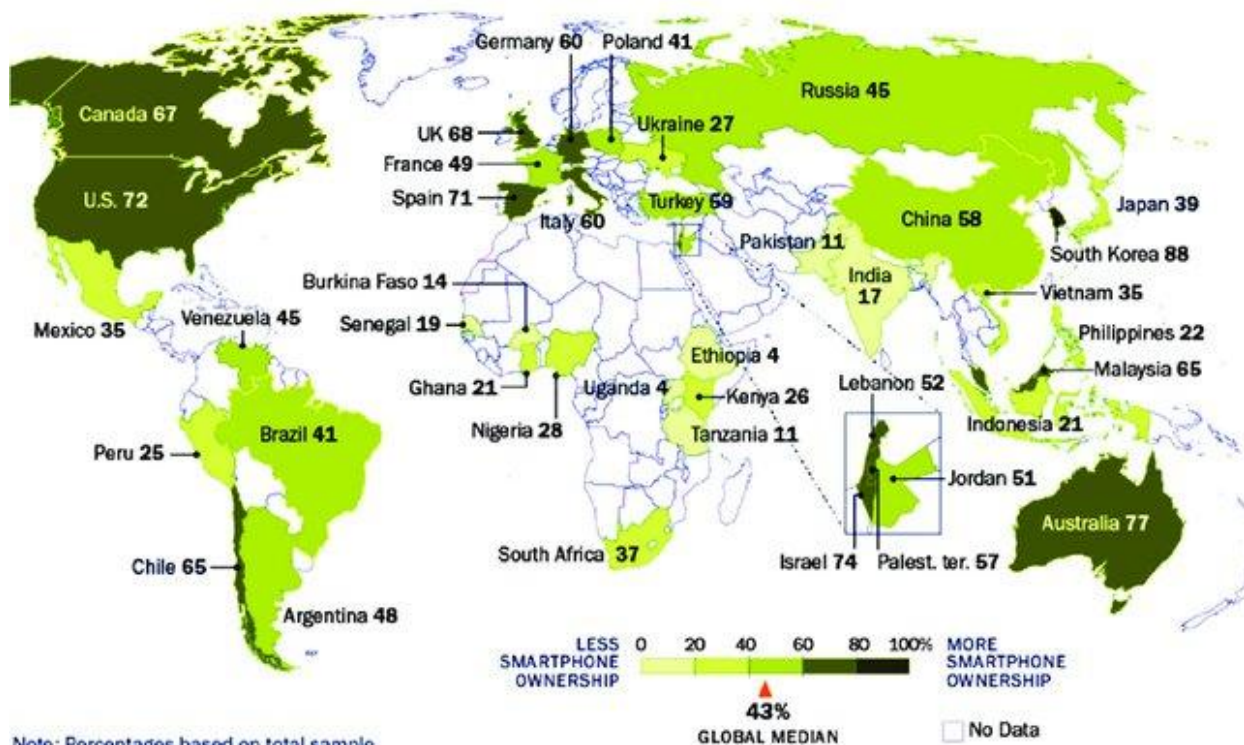 Germany 60
Poland 41
Russia 45
Canada 67
UK 68
Ukraine 27
France 49
U.S. 72
Spain 71
Turkey 59
China 58
Japan 39
Italy 60
Pakistan 11
South Korea 88
Burkina Faso 14
India
17
Vietnam 35
Mexico 35
Venezuela 45
Senegal 19
Philippines 22
Ethiopia 4
Malaysia 65
Ghana 21
Uganda 4
Kenya 26
Lebanon 52
Brazil 41
Nigeria 28
Tanzania 11
Indonesia 21
Peru 25
Jordan 51
Australia 77
South Africa 37
Chile 65
Israel 74
Palest. ter. 57
Argentina 48
LESS
SMARTPHONE
OWNERSHIP
0 20 40 60 80 100%
MORE
SMARTPHONE
OWNERSHIP
43%
GLOBAL MEDIAN
No Data
Note: Percentages based on total sample